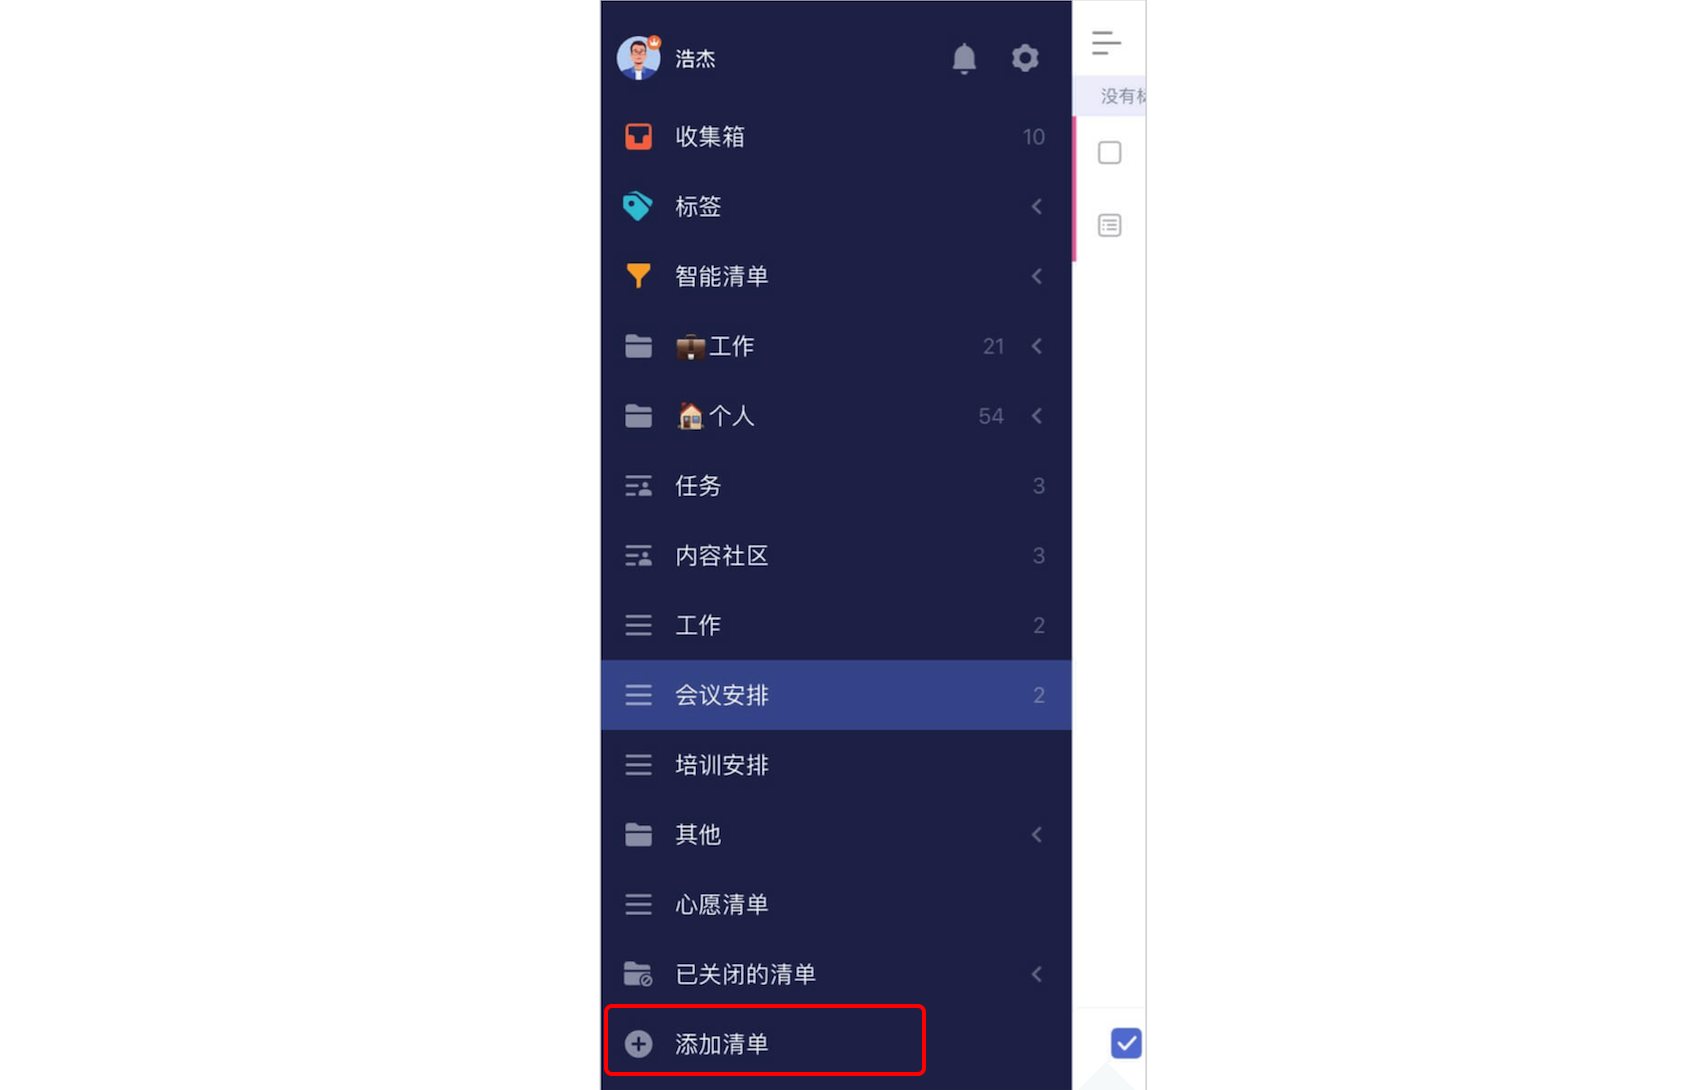 浩杰
没有标
收集箱 10
标签
智能清单
工作 21
个人 54
任务 3
内容社区 3
工作 2
会议安排 2
培训安排
其他
心愿清单
已关闭的清单
添加清单